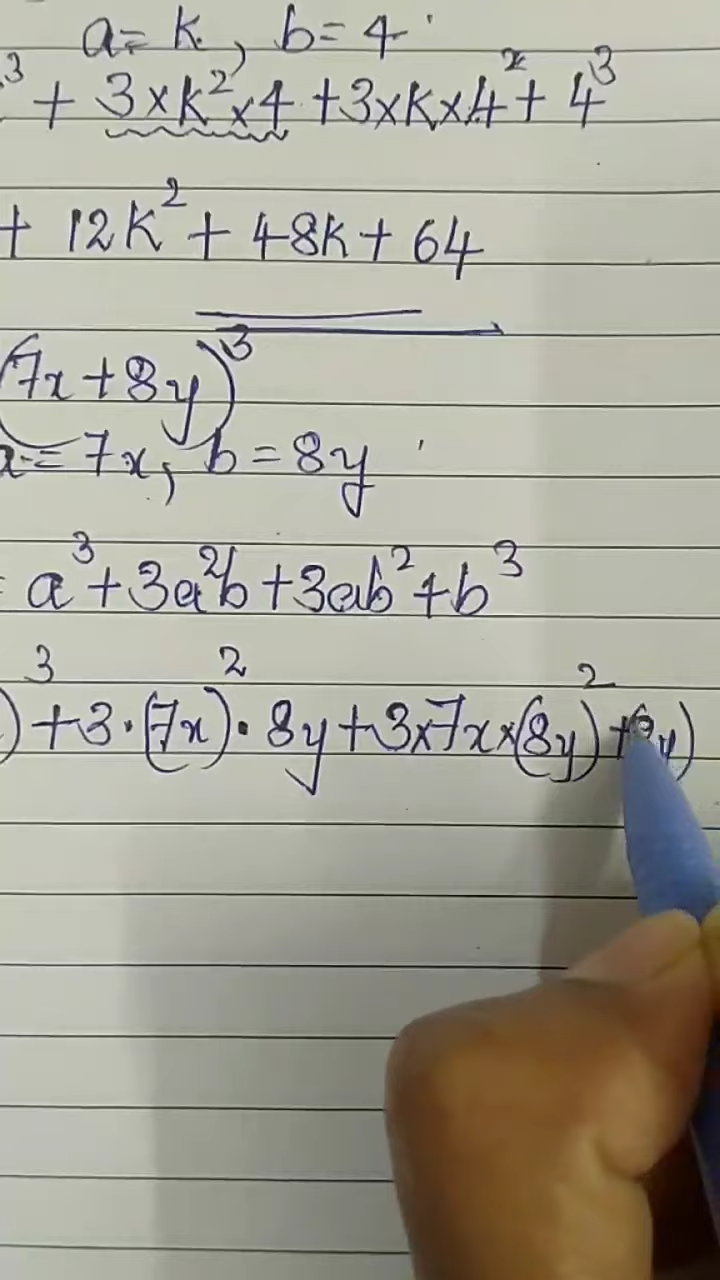 a = k, b = 4
³ + 3×k²×4 + 3×k×4² + 4³
+ 12k² + 48k + 64
(7x + 8y)³
a = 7x, b = 8y
= a³ + 3a²b + 3ab² + b³
)³ + 3·(7x)²·8y + 3×7x×(8y)² + (8y)